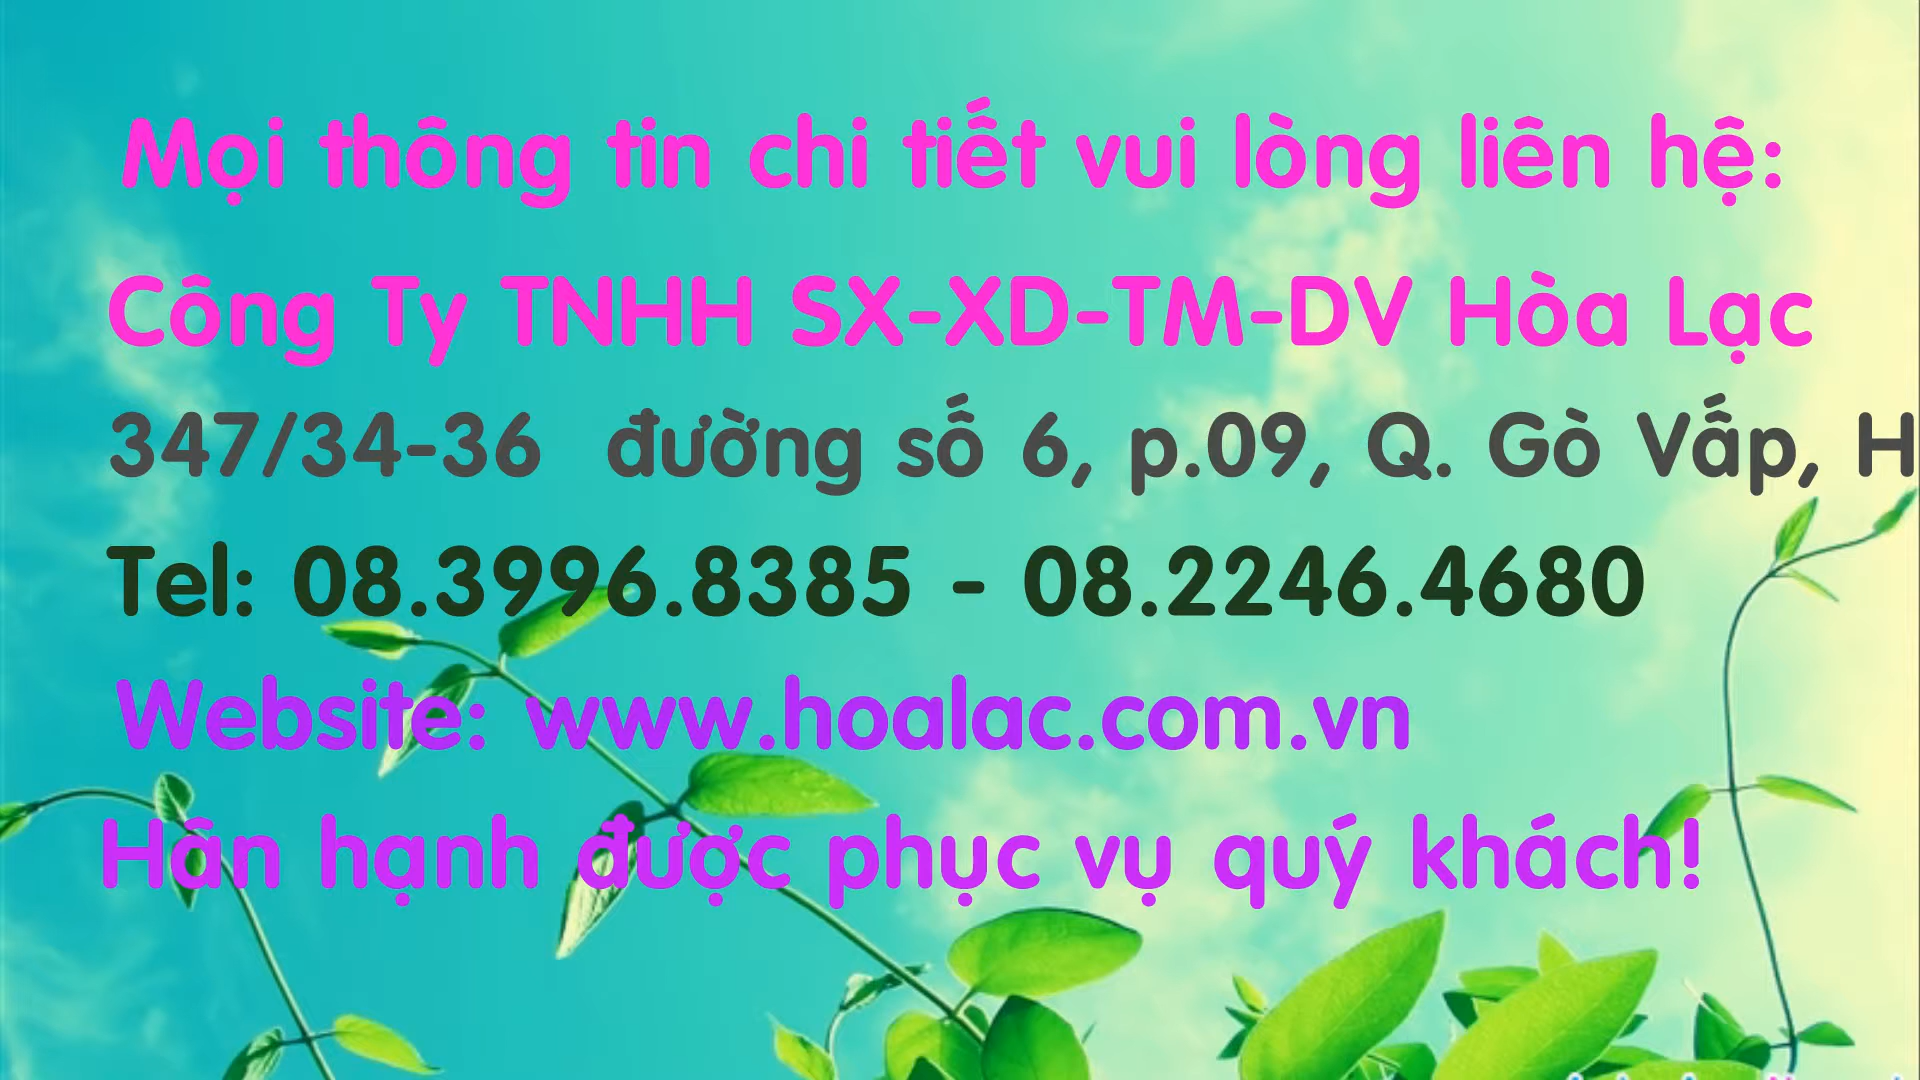 Mọi thông tin chi tiết vui lòng liên hệ:
Công Ty TNHH SX-XD-TM-DV Hòa Lạc
347/34-36 đường số 6, p.09, Q. Gò Vấp, H
Tel: 08.3996.8385 - 08.2246.4680
Website: www.hoalac.com.vn
Hân hạnh được phục vụ quý khách!